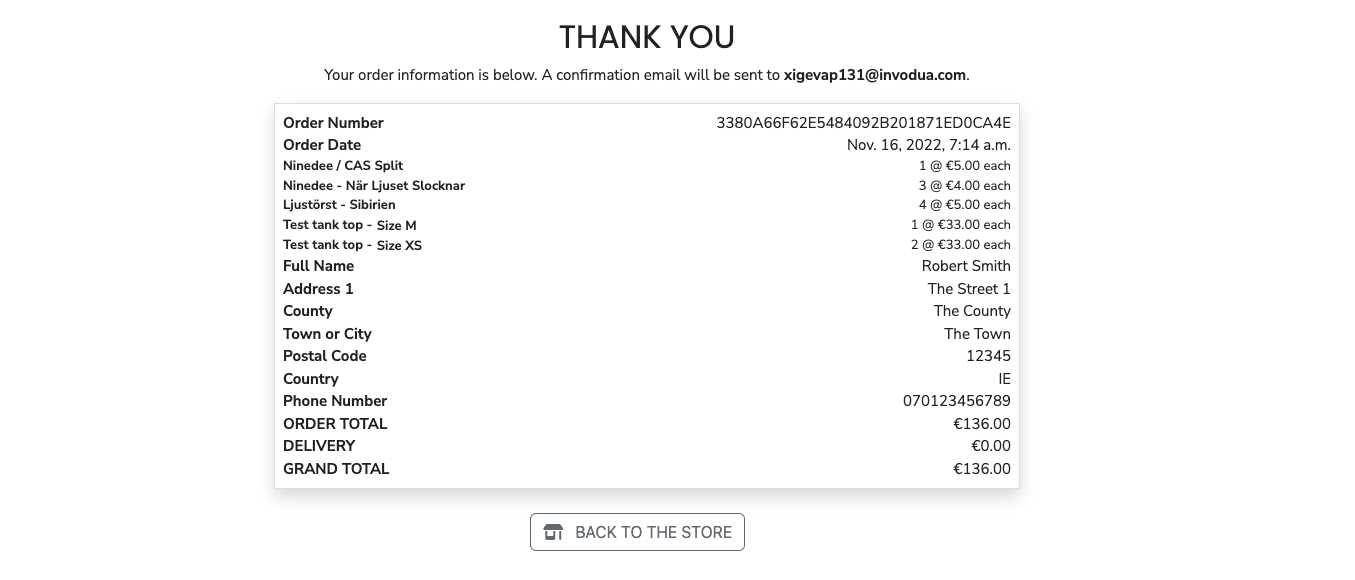 THANK YOU
Your order information is below. A confirmation email will be sent to xigevap131@invodua.com.
Order Number 3380A66F62E5484092B201871ED0CA4E
Order Date Nov. 16, 2022, 7:14 a.m.
Ninedee / CAS Split 1 @ €5.00 each
Ninedee - När Ljuset Slocknar 3 @ €4.00 each
Ljustörst - Sibirien 4 @ €5.00 each
Test tank top - Size M 1 @ €33.00 each
Test tank top - Size XS 2 @ €33.00 each
Full Name Robert Smith
Address 1 The Street 1
County The County
Town or City The Town
Postal Code 12345
Country IE
Phone Number 070123456789
ORDER TOTAL €136.00
DELIVERY €0.00
GRAND TOTAL €136.00
BACK TO THE STORE